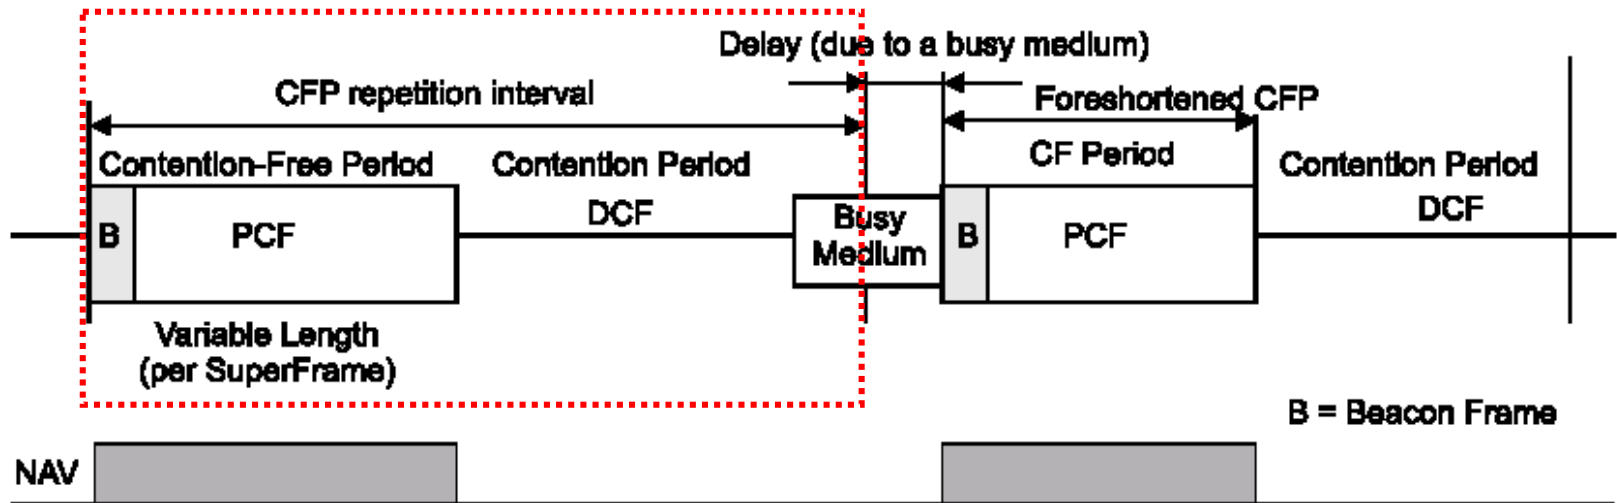 Delay (due to a busy medium)
CFP repetition interval
Foreshortened CFP
Contention-Free Period
Contention Period
CF Period
Contention Period
B
PCF
DCF
Busy
Medium
B
PCF
DCF
Variable Length
(per SuperFrame)
B = Beacon Frame
NAV